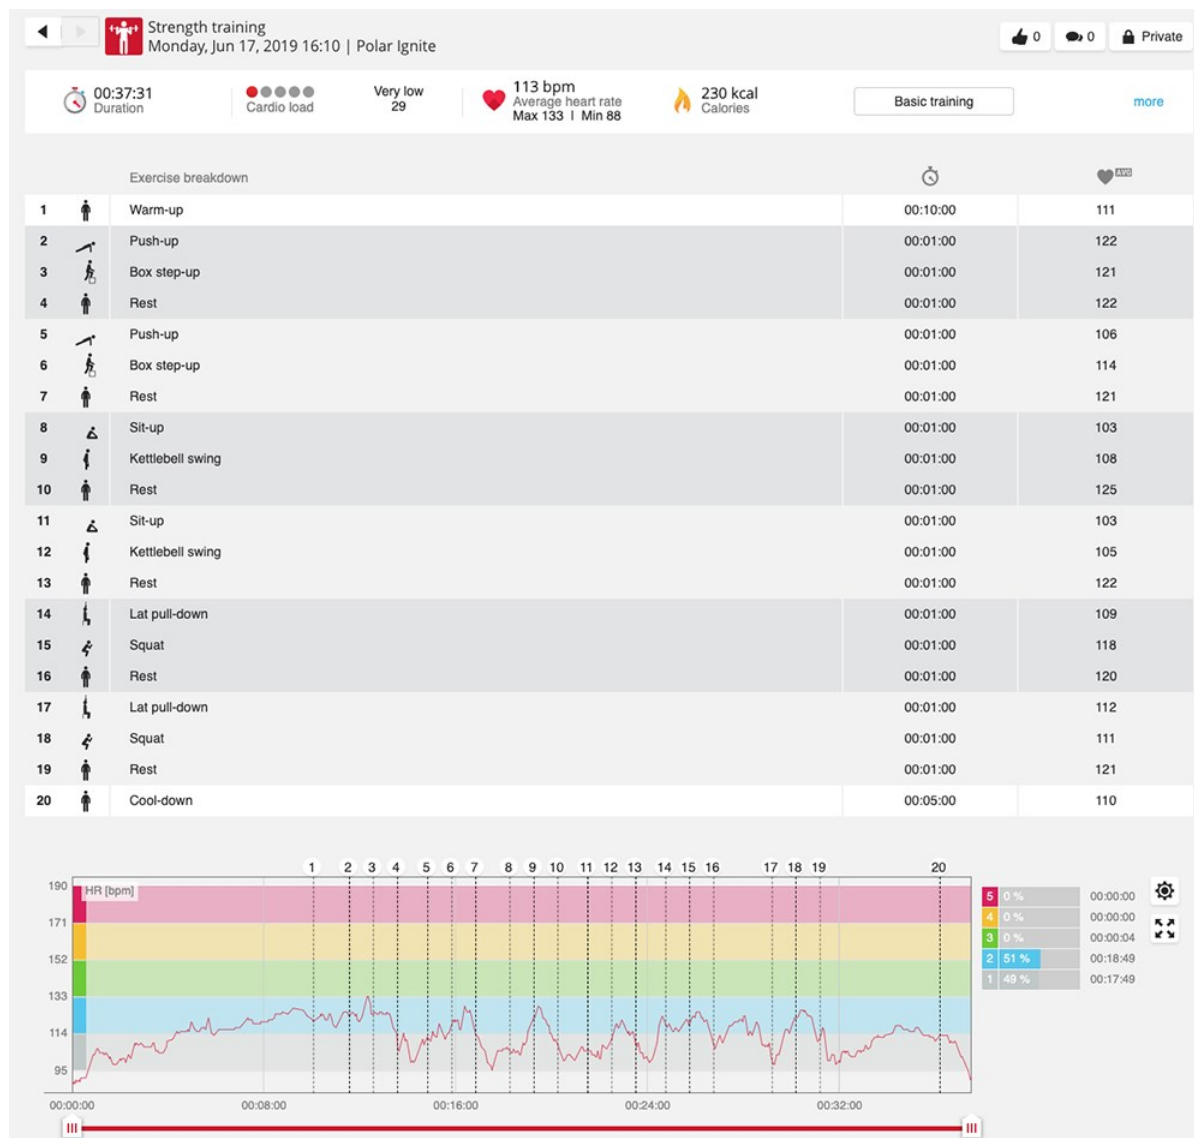 Strength training
Monday, Jun 17, 2019 16:10 | Polar Ignite
0
0
Private
00:37:31
Duration
Cardio load
Very low
29
113 bpm
Average heart rate
Max 133 | Min 88
230 kcal
Calories
Basic training
more
Exercise breakdown
AVG
1 Warm-up 00:10:00 111
2 Push-up 00:01:00 122
3 Box step-up 00:01:00 121
4 Rest 00:01:00 122
5 Push-up 00:01:00 106
6 Box step-up 00:01:00 114
7 Rest 00:01:00 121
8 Sit-up 00:01:00 103
9 Kettlebell swing 00:01:00 108
10 Rest 00:01:00 125
11 Sit-up 00:01:00 103
12 Kettlebell swing 00:01:00 105
13 Rest 00:01:00 122
14 Lat pull-down 00:01:00 109
15 Squat 00:01:00 118
16 Rest 00:01:00 120
17 Lat pull-down 00:01:00 112
18 Squat 00:01:00 111
19 Rest 00:01:00 121
20 Cool-down 00:05:00 110
1 2 3 4 5 6 7 8 9 10 11 12 13 14 15 16 17 18 19 20
HR [bpm]
190
171
152
133
114
95
00:00:00 00:08:00 00:16:00 00:24:00 00:32:00
5 0 % 00:00:00
4 0 % 00:00:00
3 0 % 00:00:04
2 51 % 00:18:49
1 49 % 00:17:49